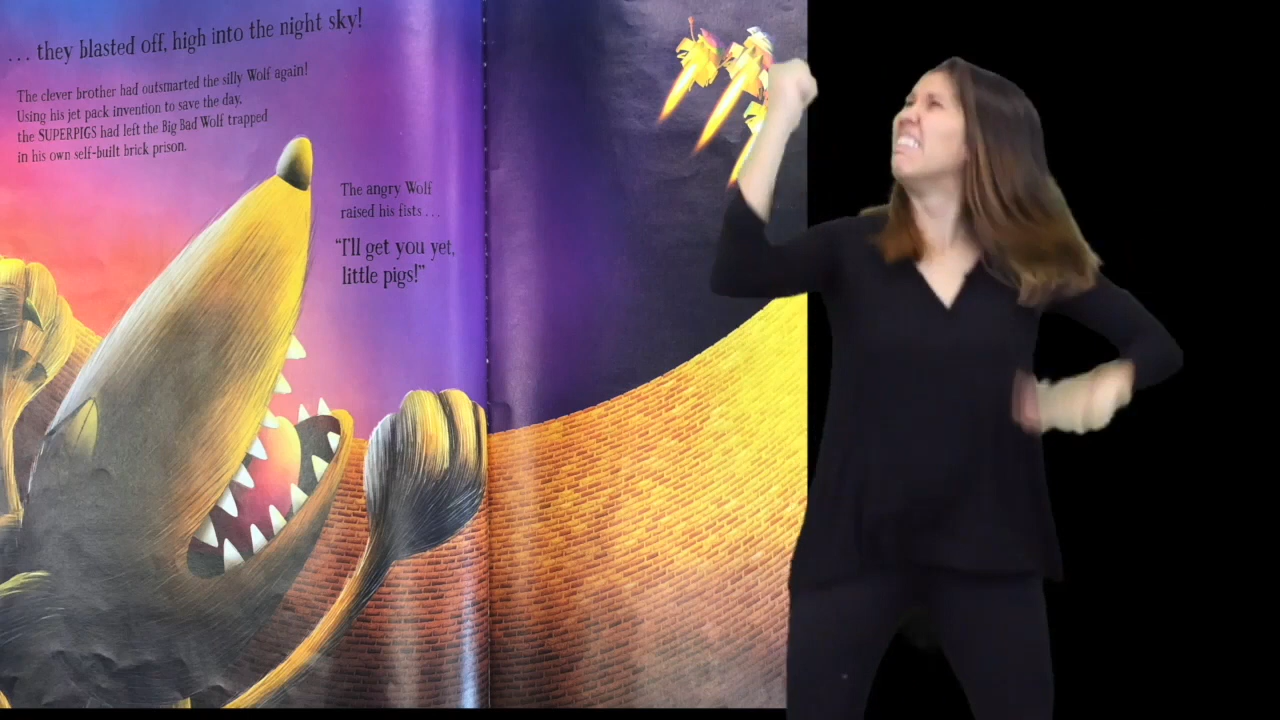 . . . they blasted off, high into the night sky!
The clever brother had outsmarted the silly Wolf again!
Using his jet pack invention to save the day,
the SUPERPIGS had left the Big Bad Wolf trapped
in his own self-built brick prison.
The angry Wolf
raised his fists . . .
“I’ll get you yet,
little pigs!”